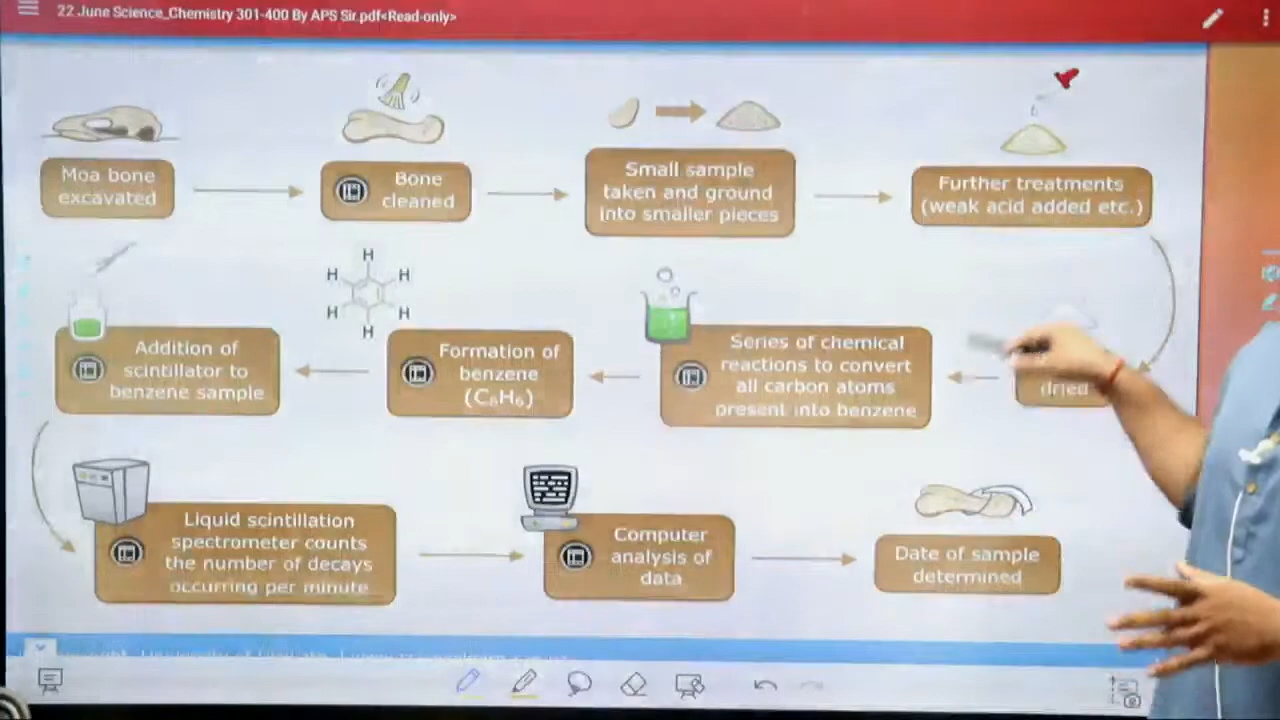 22 June Science_Chemistry 301-400 By APS Sir.pdf<Read-only>
Moa bone
excavated
Bone
cleaned
Small sample
taken and ground
into smaller pieces
Further treatments
(weak acid added etc.)
dried
Series of chemical
reactions to convert
all carbon atoms
present into benzene
H
H
H
H
H
H
Formation of
benzene
(C₆H₆)
Addition of
scintillator to
benzene sample
Liquid scintillation
spectrometer counts
the number of decays
occurring per minute
Computer
analysis of
data
Date of sample
determined